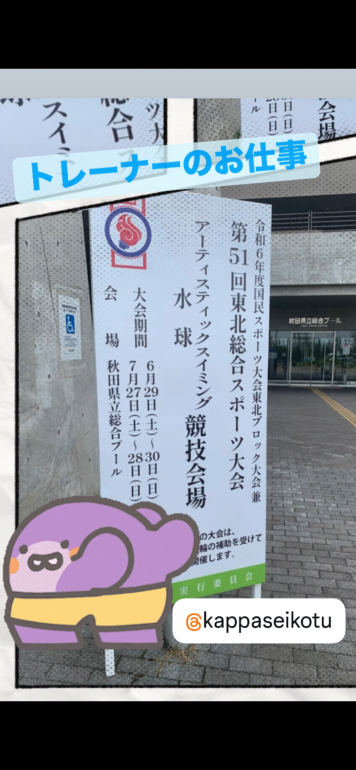 トレーナーのお仕事
令和6年度国民スポーツ大会東北ブロック大会兼
第51回東北総合スポーツ大会
アーティスティックスイミング
水球
競技会場
大会期間
6月29日(土)〜30日(日)
7月27日(土)〜28日(日)
会場
秋田県立総合プール
の大会は、
輪の補助を受けて
開催します。
実行委員会
秋田県立総合プール
@kappaseikotu